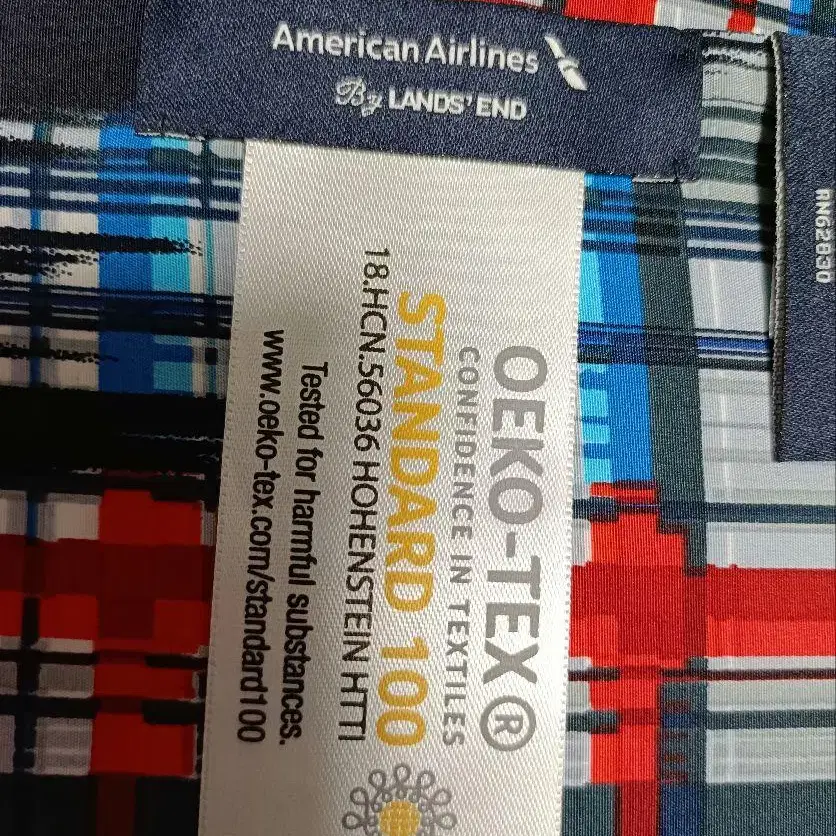 American Airlines
By LANDS' END
OEKO-TEX®
CONFIDENCE IN TEXTILES
STANDARD 100
18.HCN.56036 HOHENSTEIN HTTI
Tested for harmful substances.
www.oeko-tex.com/standard100
RN62830